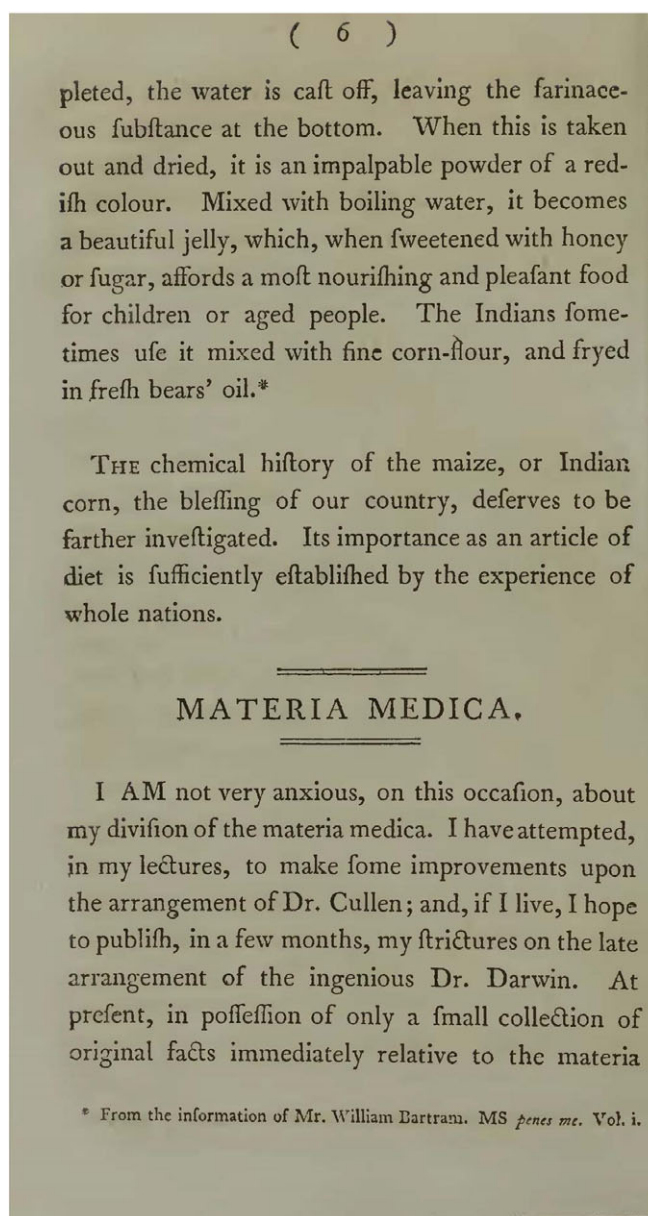 ( 6 )
pleted, the water is caſt off, leaving the farinace-
ous ſubſtance at the bottom. When this is taken
out and dried, it is an impalpable powder of a red-
iſh colour. Mixed with boiling water, it becomes
a beautiful jelly, which, when ſweetened with honey
or ſugar, affords a moſt nouriſhing and pleaſant food
for children or aged people. The Indians ſome-
times uſe it mixed with fine corn-flour, and fryed
in freſh bears' oil.*
THE chemical hiſtory of the maize, or Indian
corn, the bleſſing of our country, deſerves to be
farther inveſtigated. Its importance as an article of
diet is ſufficiently eſtabliſhed by the experience of
whole nations.
MATERIA MEDICA.
I AM not very anxious, on this occaſion, about
my diviſion of the materia medica. I have attempted,
in my lectures, to make ſome improvements upon
the arrangement of Dr. Cullen; and, if I live, I hope
to publiſh, in a few months, my ſtrictures on the late
arrangement of the ingenious Dr. Darwin. At
preſent, in poſſeſſion of only a ſmall collection of
original facts immediately relative to the materia
* From the information of Mr. William Bartram. MS penes me. Vol. i.